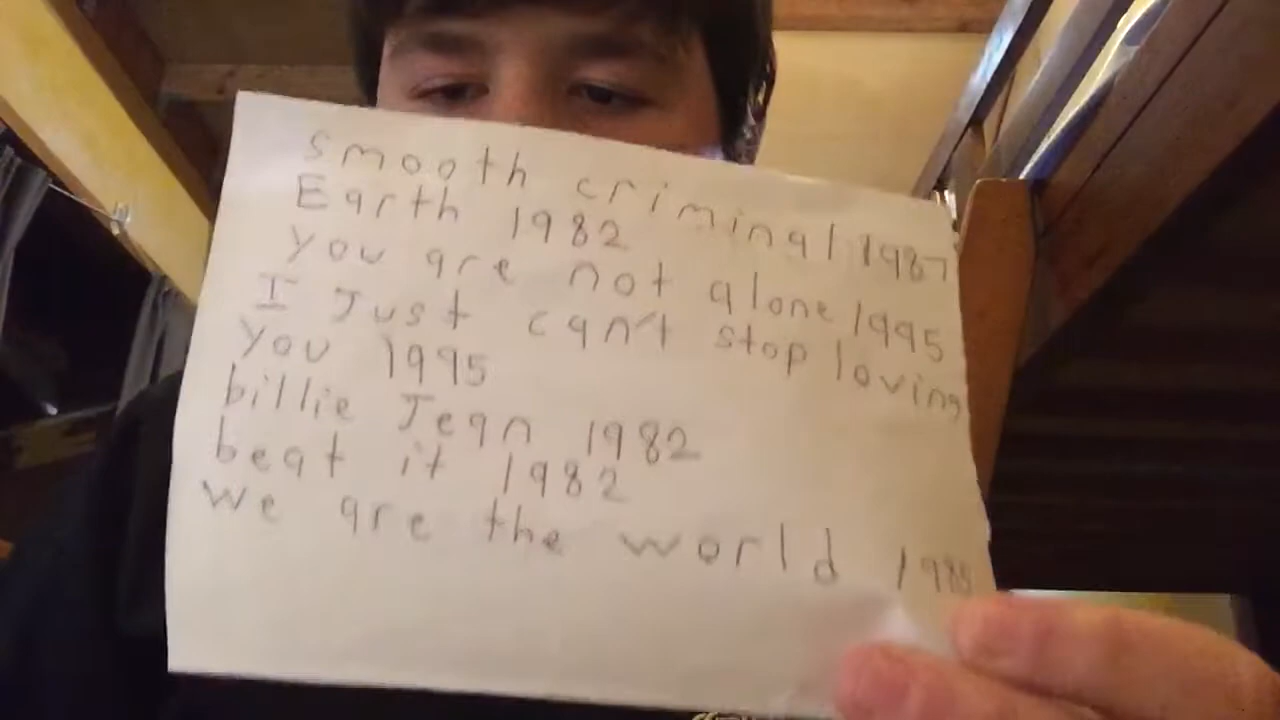 smooth criminal 1987
Earth 1982
you are not alone 1995
I Just can't stop loving
you 1995
billie Jean 1982
beat it 1982
we are the world 1985